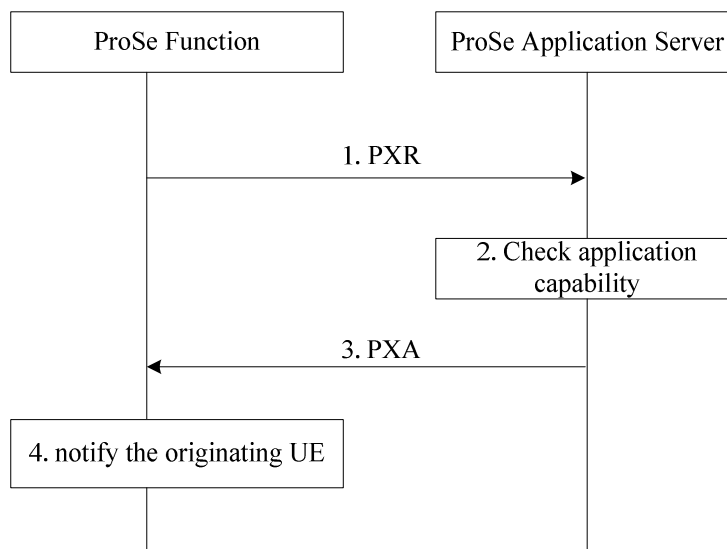 ProSe Function
ProSe Application Server
1. PXR
2. Check application
capability
3. PXA
4. notify the originating UE